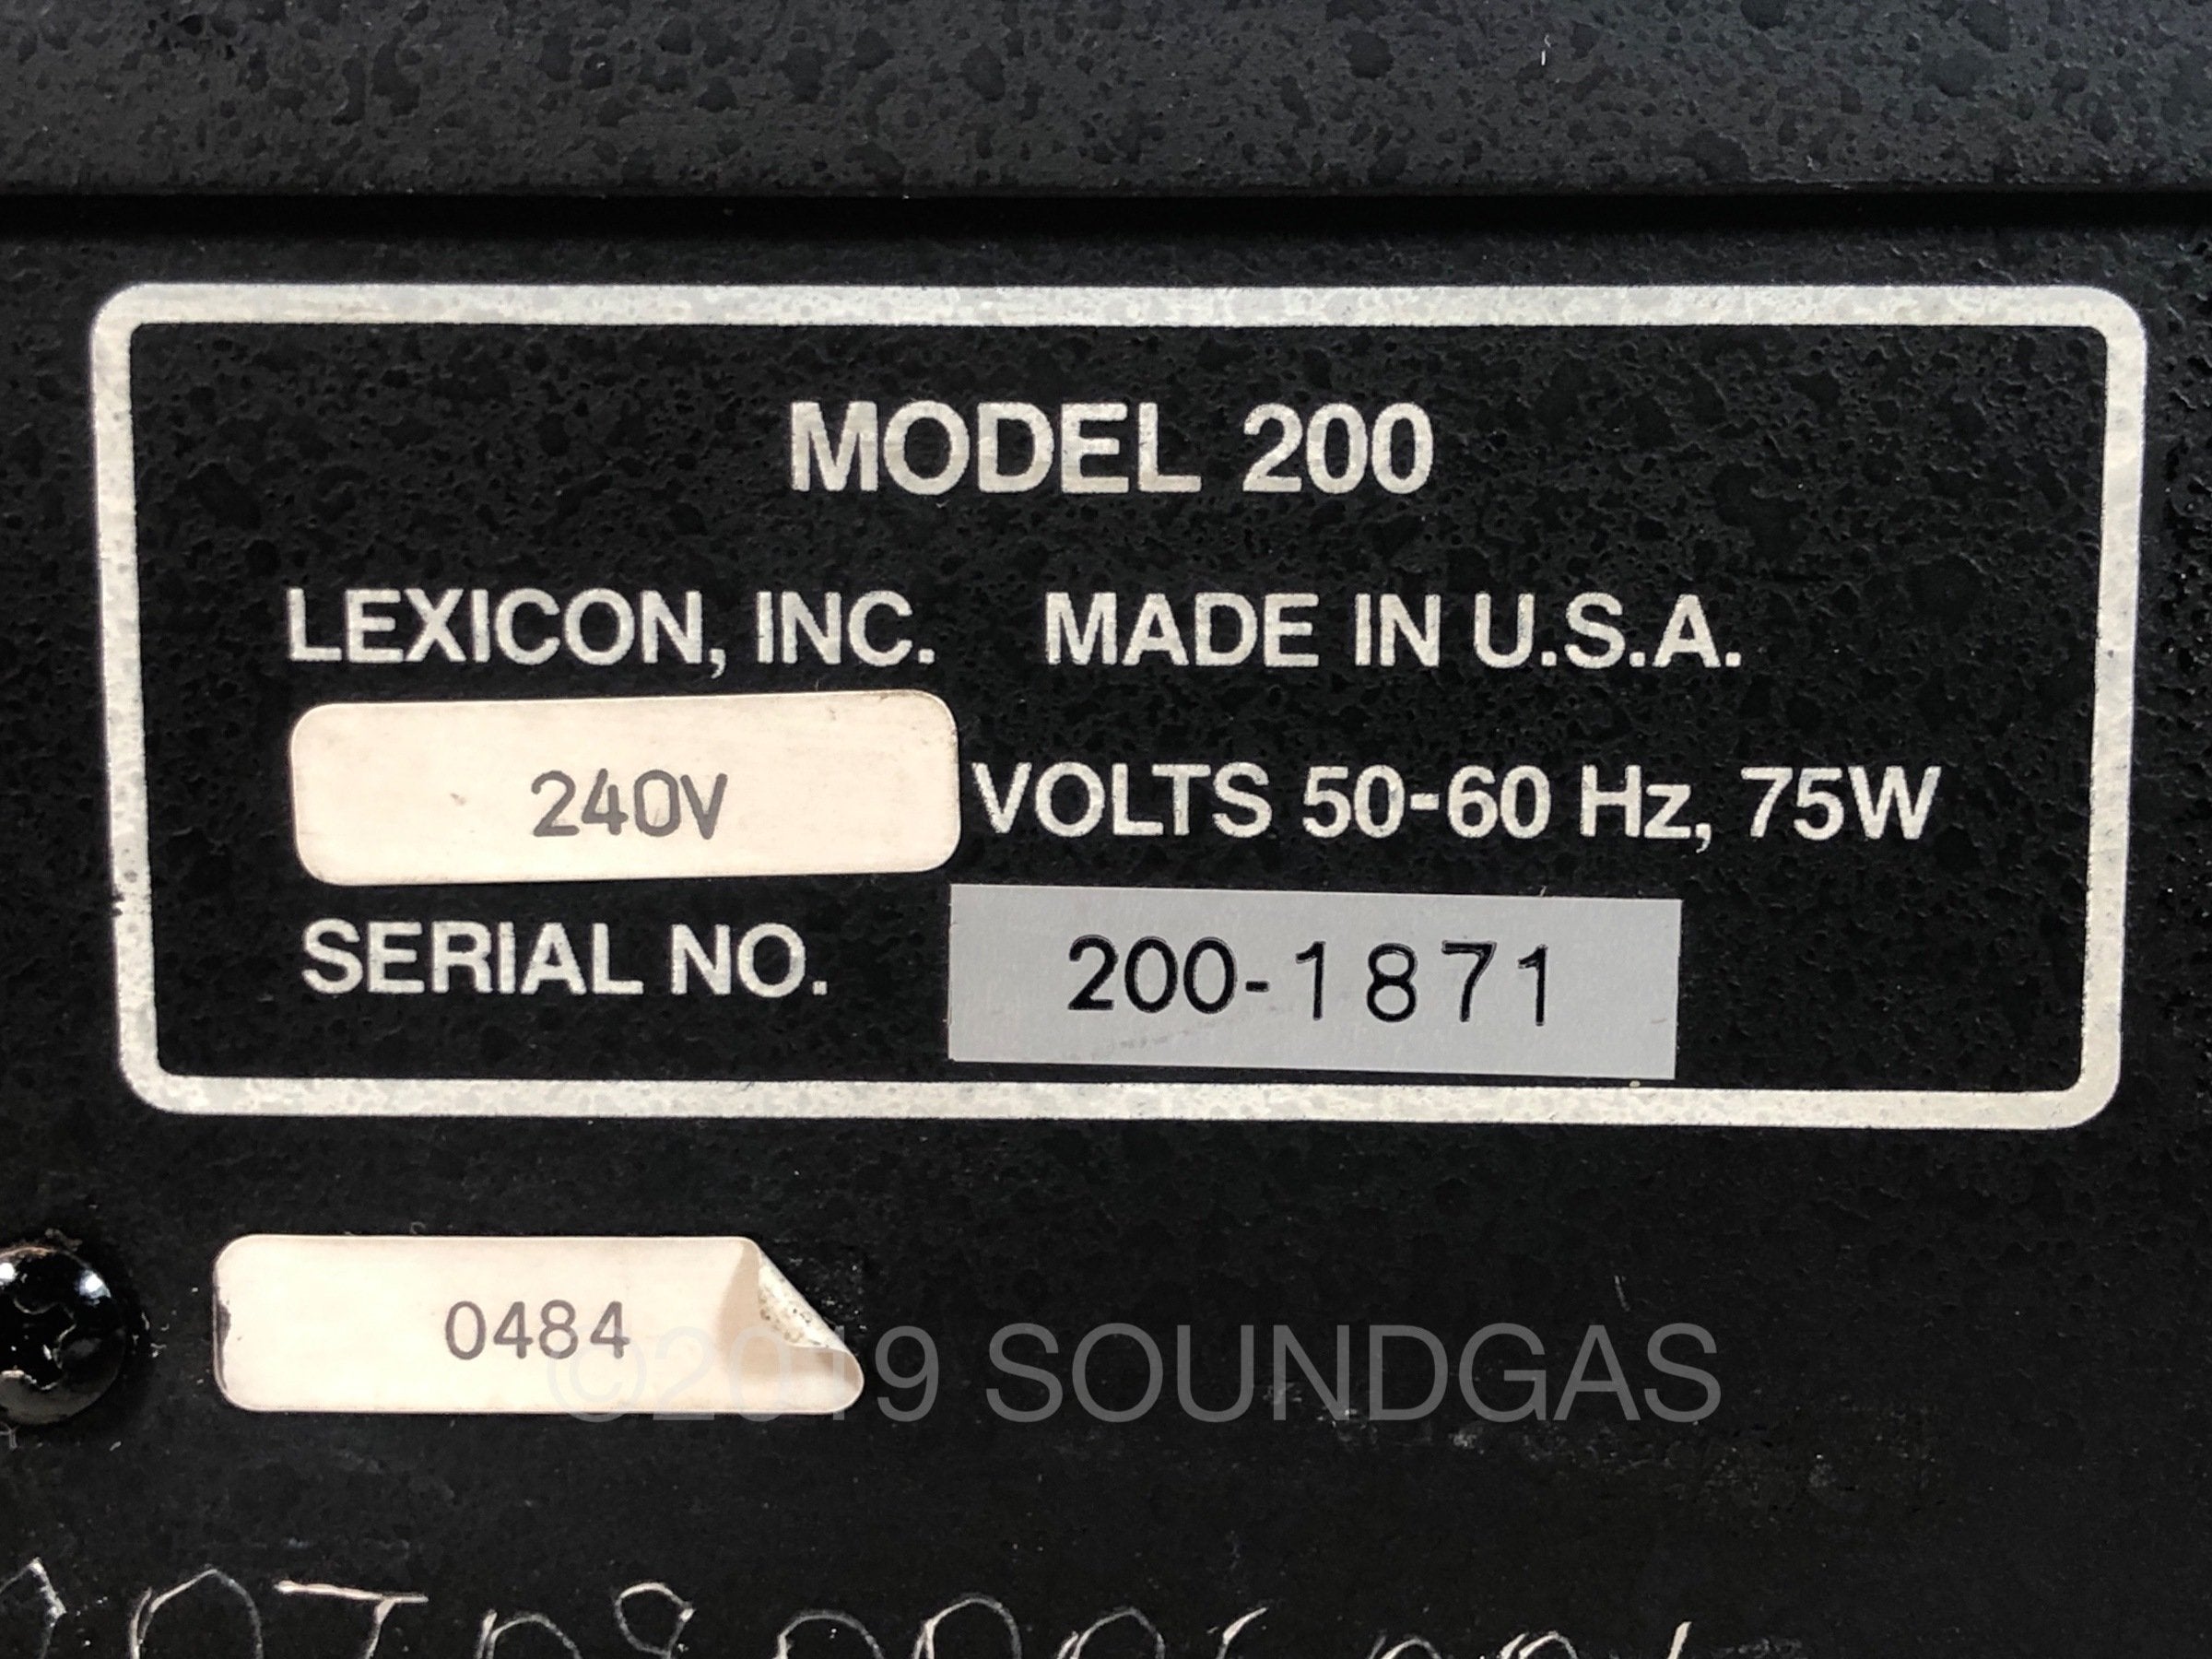 MODEL 200
LEXICON, INC. MADE IN U.S.A.
240V VOLTS 50-60 Hz, 75W
SERIAL NO. 200-1871
0484
©2019 SOUNDGAS